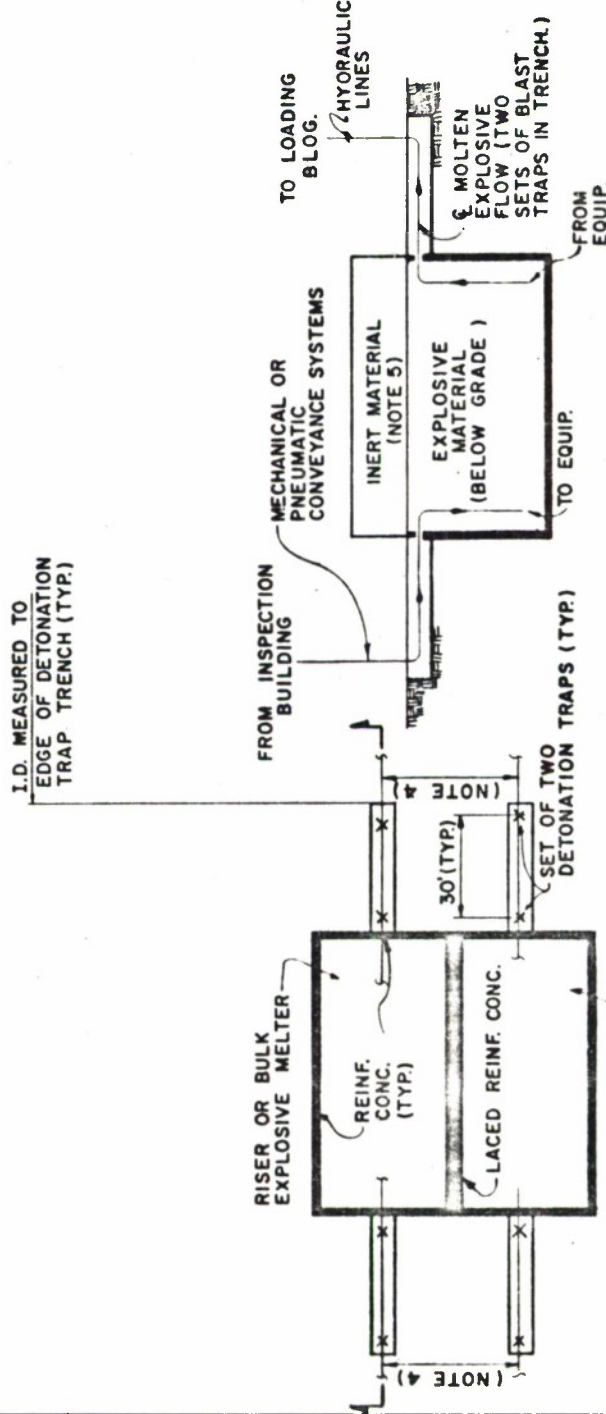 I.D. MEASURED TO
EDGE OF DETONATION
TRAP TRENCH (TYP.)
RISER OR BULK
EXPLOSIVE MELTER
REINF.
CONC.
(TYP.)
LACED REINF. CONC.
(NOTE 4)
(NOTE 4)
30' (TYP.)
SET OF TWO
DETONATION TRAPS (TYP.)
FROM INSPECTION
BUILDING
MECHANICAL OR
PNEUMATIC
CONVEYANCE SYSTEMS
INERT MATERIAL
(NOTE 5)
EXPLOSIVE
MATERIAL
(BELOW GRADE)
TO EQUIP.
TO LOADING
BLOG.
HYORAULIC
LINES
℄ MOLTEN
EXPLOSIVE
FLOW (TWO
SETS OF BLAST
TRAPS IN TRENCH.)
FROM
EQUIP.